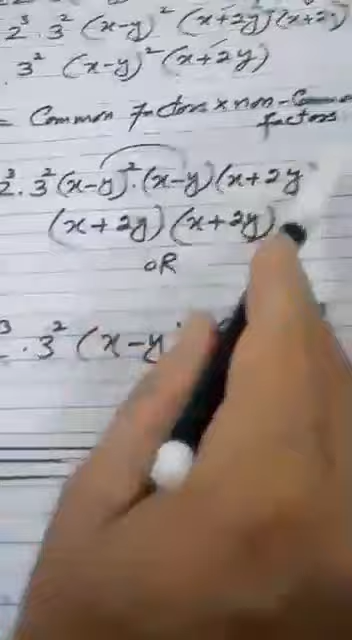 2³ . 3² (x-y)² (x+2y)(x+2y)
3² (x-y)² (x+2y)
= Common factors x non-Common
factors
2³ . 3² (x-y)² . (x-y) (x+2y
(x+2y) (x+2y)
OR
³ . 3² (x-y